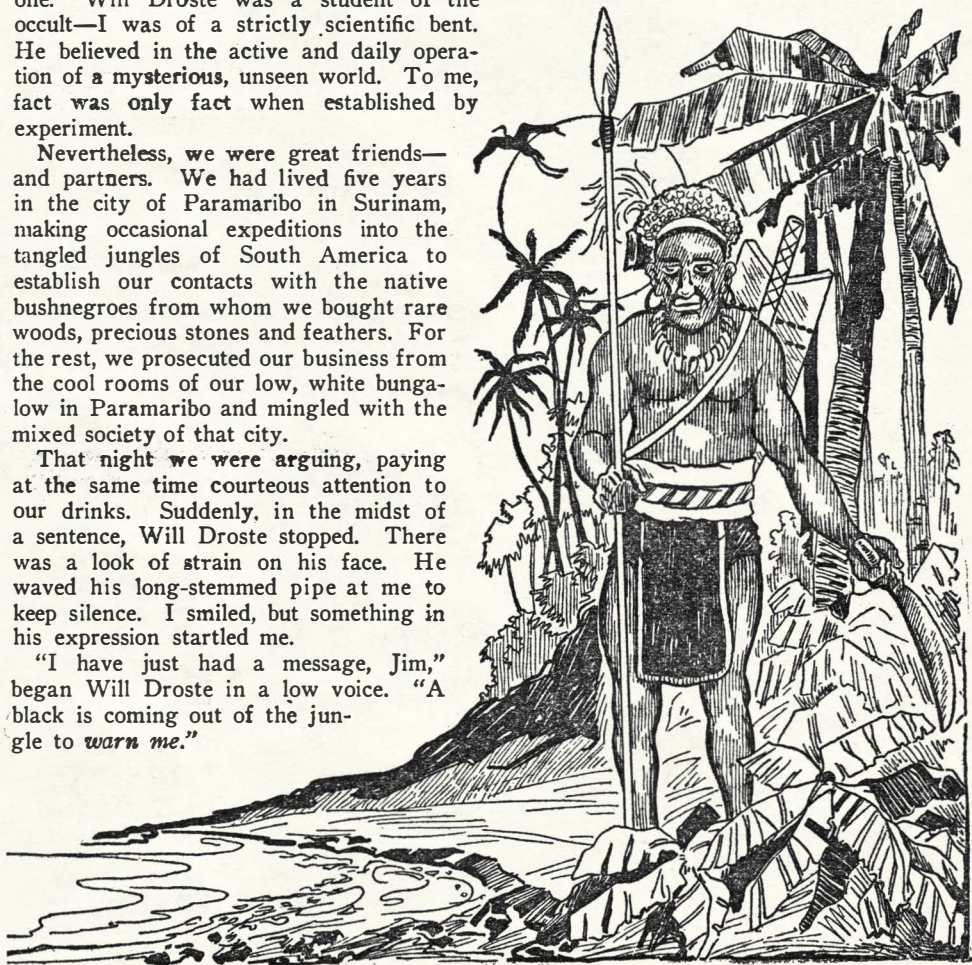 one. Will Droste was a student of the
occult—I was of a strictly scientific bent.
He believed in the active and daily opera-
tion of a mysterious, unseen world. To me,
fact was only fact when established by
experiment.
Nevertheless, we were great friends—
and partners. We had lived five years
in the city of Paramaribo in Surinam,
making occasional expeditions into the
tangled jungles of South America to
establish our contacts with the native
bushnegroes from whom we bought rare
woods, precious stones and feathers. For
the rest, we prosecuted our business from
the cool rooms of our low, white bunga-
low in Paramaribo and mingled with the
mixed society of that city.
That night we were arguing, paying
at the same time courteous attention to
our drinks. Suddenly, in the midst of
a sentence, Will Droste stopped. There
was a look of strain on his face. He
waved his long-stemmed pipe at me to
keep silence. I smiled, but something in
his expression startled me.
“I have just had a message, Jim,”
began Will Droste in a low voice. “A
black is coming out of the jun-
gle to warn me.”